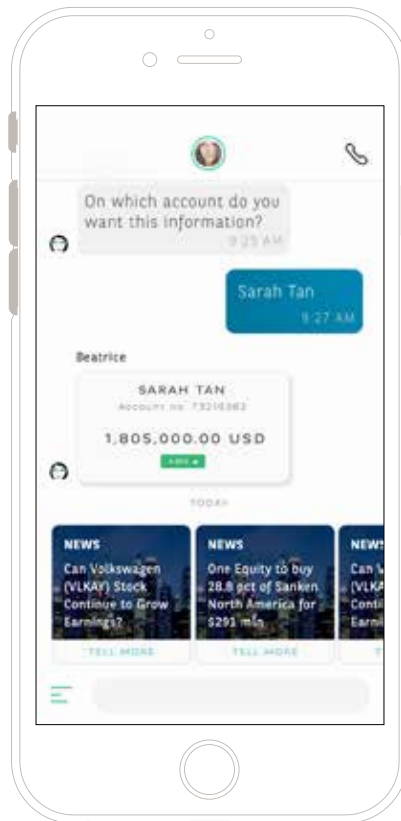 On which account do you
want this information?
9:25 AM
Sarah Tan
9:27 AM
Beatrice
SARAH TAN
Account no. 73216383
1,805,000.00 USD
TODAY
NEWS
Can Volkswagen
(VLKAY) Stock
Continue to Grow
Earnings?
TELL MORE
NEWS
One Equity to buy
28.8 pct of Sanken
North America for
$291 mln
TELL MORE
NEWS
Can V
(VLKA
Conti
Earni
T